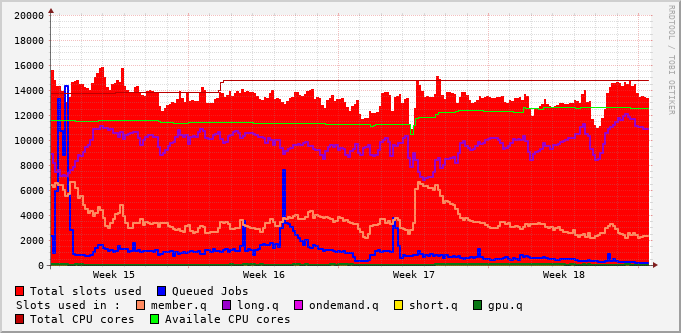 RRDTOOL / TOBI OETIKER
20000
18000
16000
14000
12000
10000
8000
6000
4000
2000
0
Week 15 Week 16 Week 17 Week 18
Total slots used Queued Jobs
Slots used in : member.q long.q ondemand.q short.q gpu.q
Total CPU cores Availale CPU cores